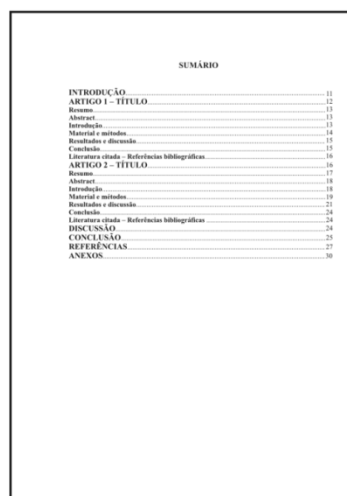 SUMÁRIO
INTRODUÇÃO 11
ARTIGO 1 – TÍTULO 12
Resumo 13
Abstract 13
Introdução 13
Material e métodos 14
Resultados e discussão 15
Conclusão 15
Literatura citada – Referências bibliográficas 16
ARTIGO 2 – TÍTULO 16
Resumo 17
Abstract 18
Introdução 18
Material e métodos 19
Resultados e discussão 21
Conclusão 24
Literatura citada – Referências bibliográficas 24
DISCUSSÃO 24
CONCLUSÃO 25
REFERÊNCIAS 27
ANEXOS 30